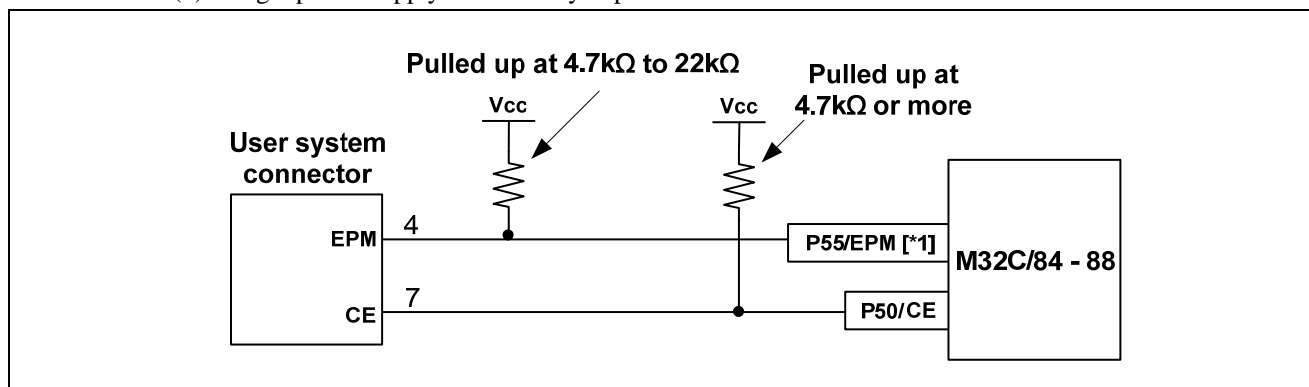 Pulled up at 4.7kΩ to 22kΩ
Pulled up at
4.7kΩ or more
Vcc
Vcc
User system
connector
EPM
4
P55/EPM [*1]
M32C/84 - 88
CE
7
P50/CE